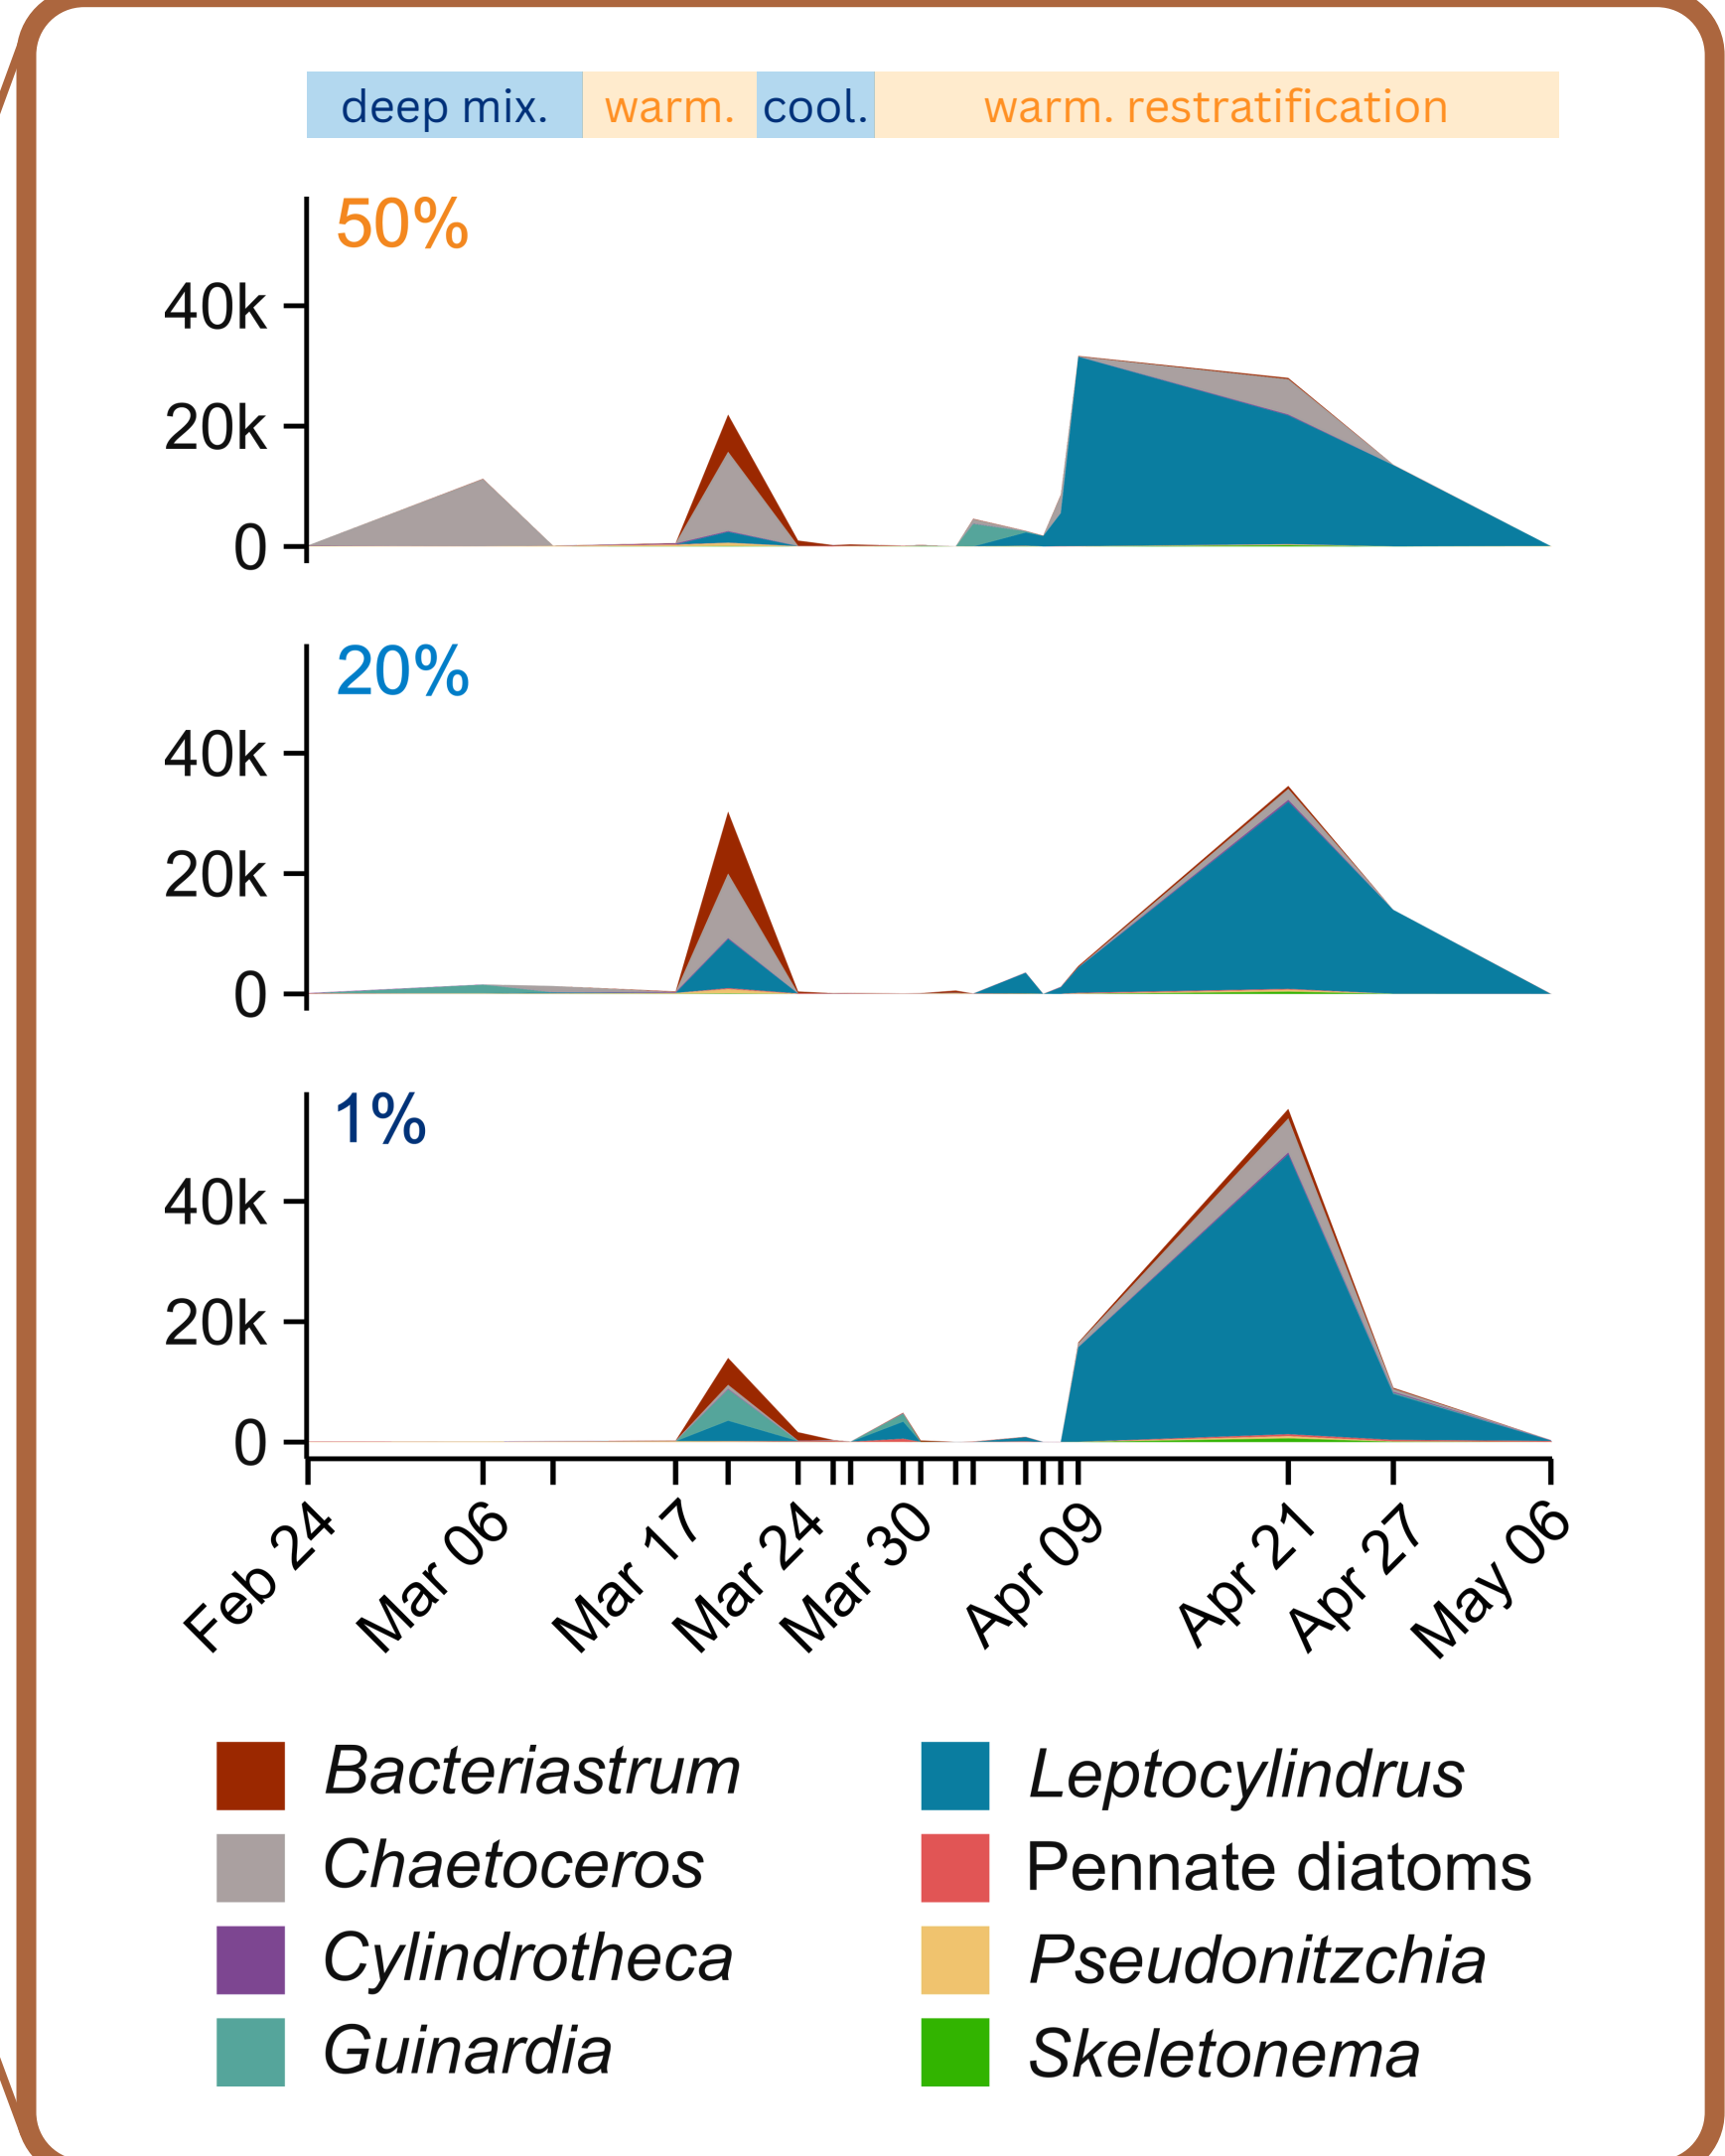 deep mix. warm. cool. warm. restratification
50%
40k
20k
0
20%
40k
20k
0
1%
40k
20k
0
Feb 24 Mar 06 Mar 17 Mar 24 Mar 30 Apr 09 Apr 21 Apr 27 May 06
Bacteriastrum Leptocylindrus
Chaetoceros Pennate diatoms
Cylindrotheca Pseudonitzchia
Guinardia Skeletonema